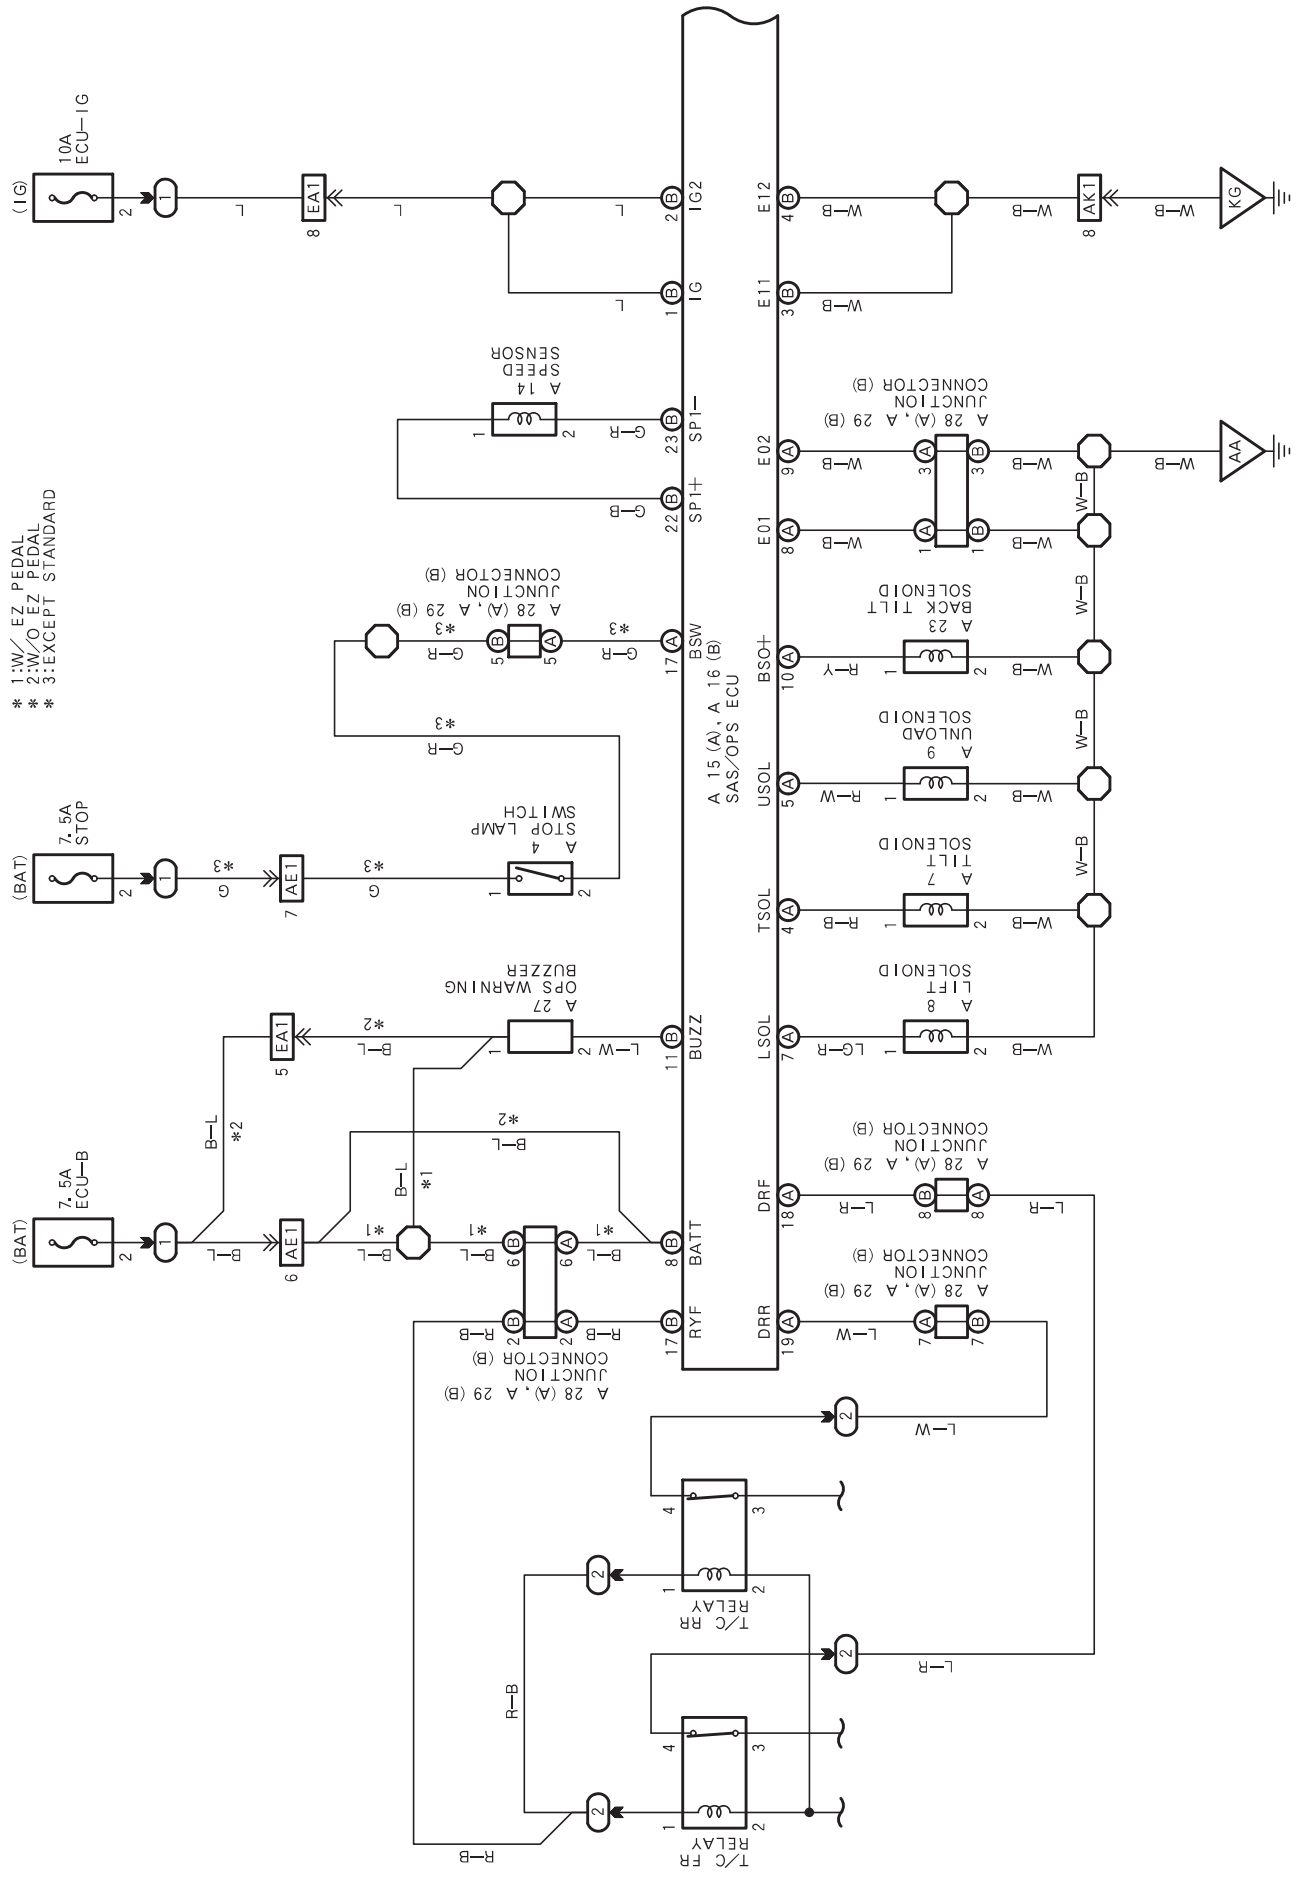 * 1:W/ EZ PEDAL
* 2:W/O EZ PEDAL
* 3:EXCEPT STANDARD
(BAT)
7.5A
ECU-B
2
1
B-L
*2
B-L
6
AE1
B-L
*1
B-L
*1
B-L
*1
6
B
6
A
B-L
*1
8
B
BATT
B-L
*2
5
EA1
B-L
*2
1
2
A 27
OPS WARNING
BUZZER
L-W
11
B
BUZZ
R-B
2
B
2
A
R-B
17
B
RYF
A 28 (A), A 29 (B)
JUNCTION
CONNECTOR (B)
(BAT)
7.5A
STOP
2
1
G
*3
7
AE1
G
*3
1
2
A 4
STOP LAMP
SWITCH
G-R
*3
G-R
*3
5
B
5
A
A 28 (A), A 29 (B)
JUNCTION
CONNECTOR (B)
G-R
*3
17
A
BSW
1
2
A 14
SPEED
SENSOR
G-B
22
B
SP1+
G-R
23
B
SP1-
(IG)
10A
ECU-IG
2
1
L
8
EA1
L
L
L
1
B
IG
2
B
IG2
A 15 (A), A 16 (B)
SAS/OPS ECU
DRR
19
A
L-W
7
A
7
B
A 28 (A), A 29 (B)
JUNCTION
CONNECTOR (B)
DRF
18
A
L-R
8
B
8
A
A 28 (A), A 29 (B)
JUNCTION
CONNECTOR (B)
L-R
LSOL
7
A
LG-R
1
2
A 8
LIFT
SOLENOID
W-B
TSOL
4
A
R-B
1
2
A 7
TILT
SOLENOID
W-B
W-B
USOL
5
A
R-W
1
2
A 9
UNLOAD
SOLENOID
W-B
W-B
BSO+
10
A
R-Y
1
2
A 23
BACK TILT
SOLENOID
W-B
W-B
E01
8
A
W-B
1
A
1
B
W-B
W-B
E02
9
A
W-B
3
A
3
B
A 28 (A), A 29 (B)
JUNCTION
CONNECTOR (B)
W-B
W-B
AA
E11
3
B
W-B
E12
4
B
W-B
W-B
8
AK1
W-B
KG
R-B
R-B
2
1
2
4
3
T/C FR
RELAY
2
L-R
2
1
2
4
3
T/C RR
RELAY
2
L-W